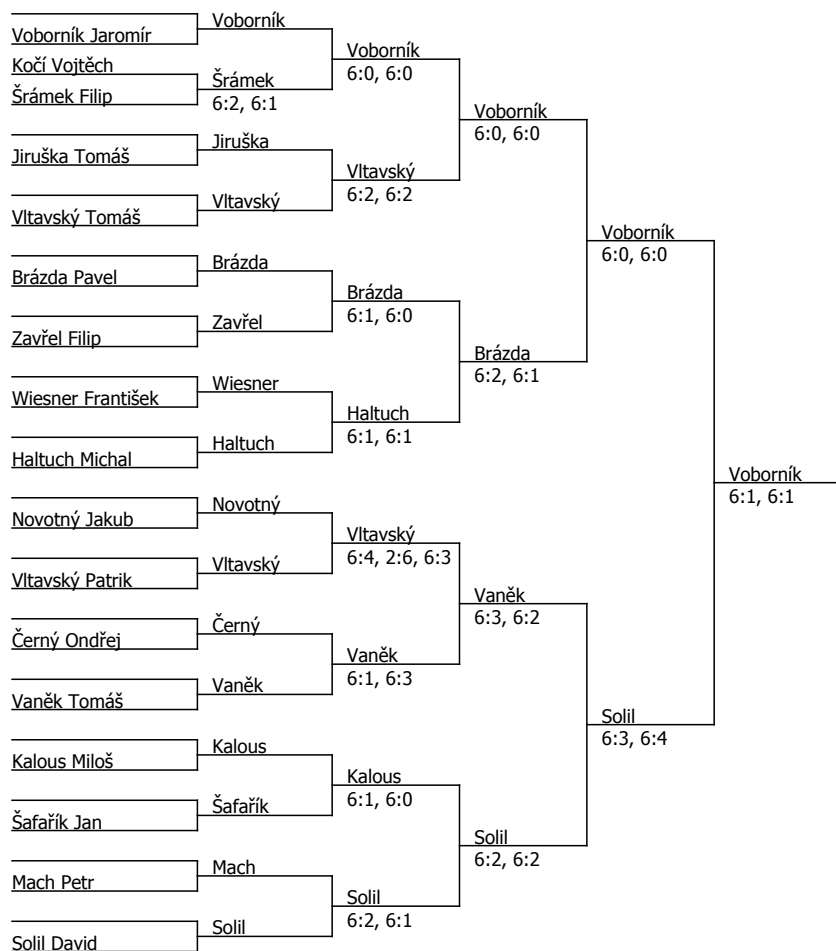 Voborník Jaromír
Kočí Vojtěch
Šrámek Filip
Jiruška Tomáš
Vltavský Tomáš
Brázda Pavel
Zavřel Filip
Wiesner František
Haltuch Michal
Novotný Jakub
Vltavský Patrik
Černý Ondřej
Vaněk Tomáš
Kalous Miloš
Šafařík Jan
Mach Petr
Solil David
Voborník
Šrámek
6:2, 6:1
Jiruška
Vltavský
Brázda
Zavřel
Wiesner
Haltuch
Novotný
Vltavský
Černý
Vaněk
Kalous
Šafařík
Mach
Solil
Voborník
6:0, 6:0
Vltavský
6:2, 6:2
Brázda
6:1, 6:0
Haltuch
6:1, 6:1
Vltavský
6:4, 2:6, 6:3
Vaněk
6:1, 6:3
Kalous
6:1, 6:0
Solil
6:2, 6:1
Voborník
6:0, 6:0
Brázda
6:2, 6:1
Vaněk
6:3, 6:2
Solil
6:2, 6:2
Voborník
6:0, 6:0
Solil
6:3, 6:4
Voborník
6:1, 6:1